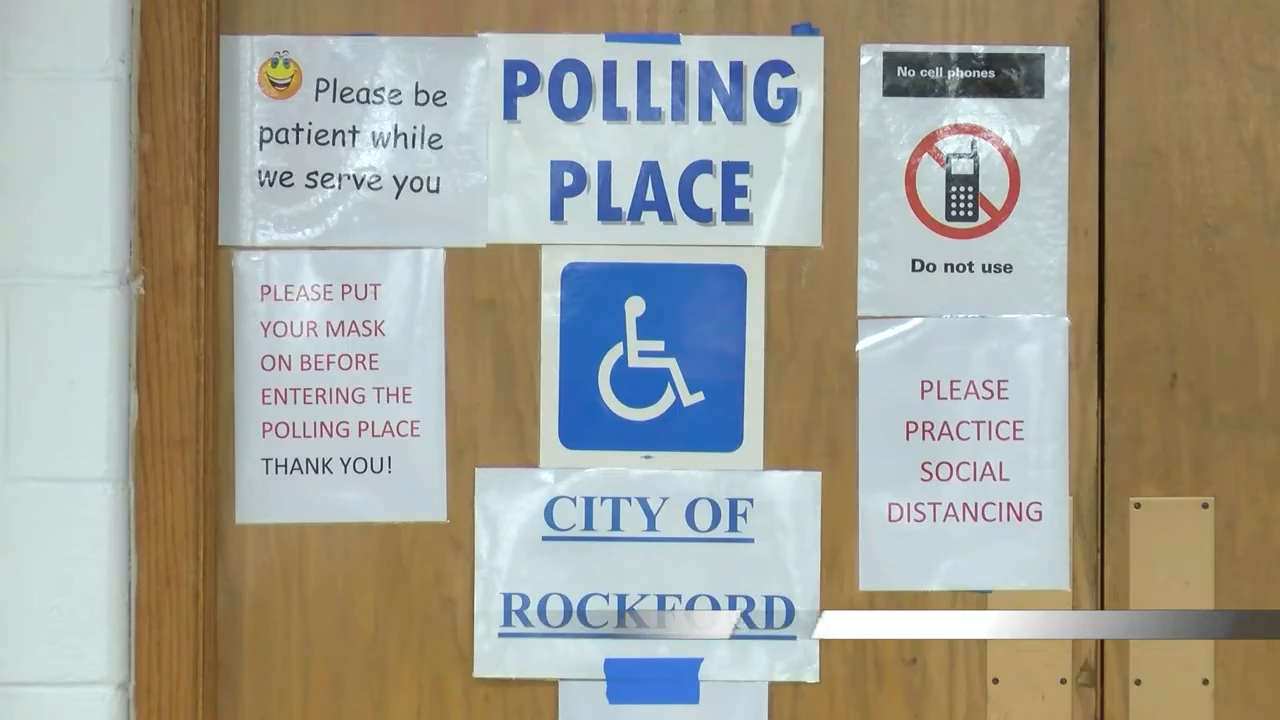 Please be
patient while
we serve you
POLLING
PLACE
No cell phones
Do not use
PLEASE PUT
YOUR MASK
ON BEFORE
ENTERING THE
POLLING PLACE
THANK YOU!
CITY OF
ROCKFORD
PLEASE
PRACTICE
SOCIAL
DISTANCING